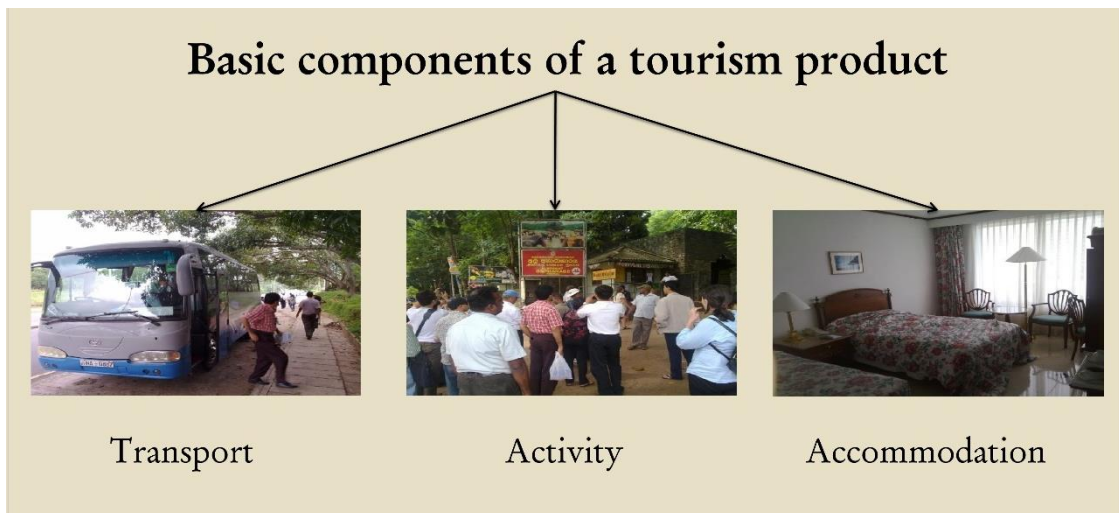 Basic components of a tourism product
Transport
Activity
Accommodation